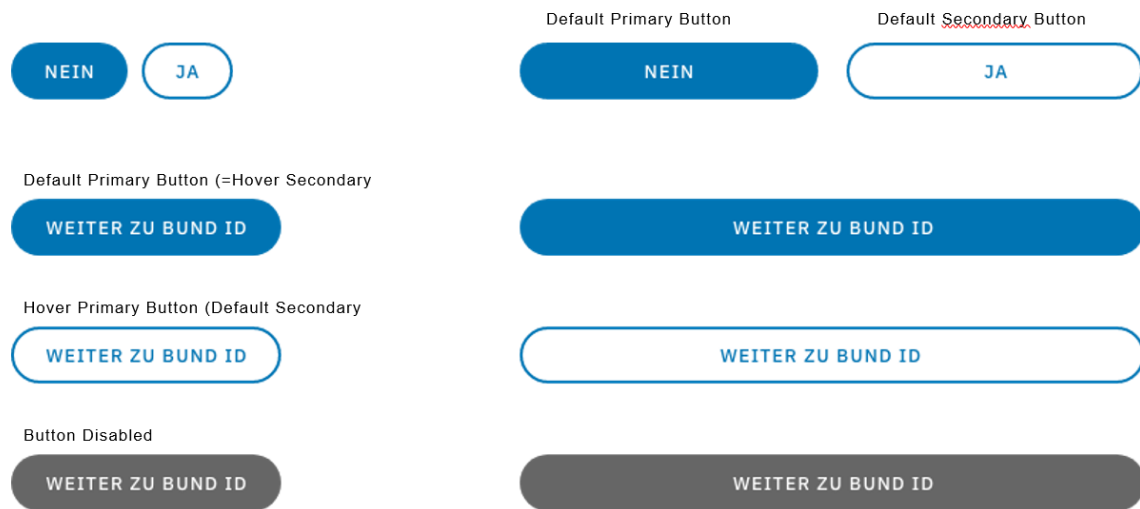 Default Primary Button Default Secondary Button
NEIN JA NEIN JA
Default Primary Button (=Hover Secondary
WEITER ZU BUND ID WEITER ZU BUND ID
Hover Primary Button (Default Secondary
WEITER ZU BUND ID WEITER ZU BUND ID
Button Disabled
WEITER ZU BUND ID WEITER ZU BUND ID